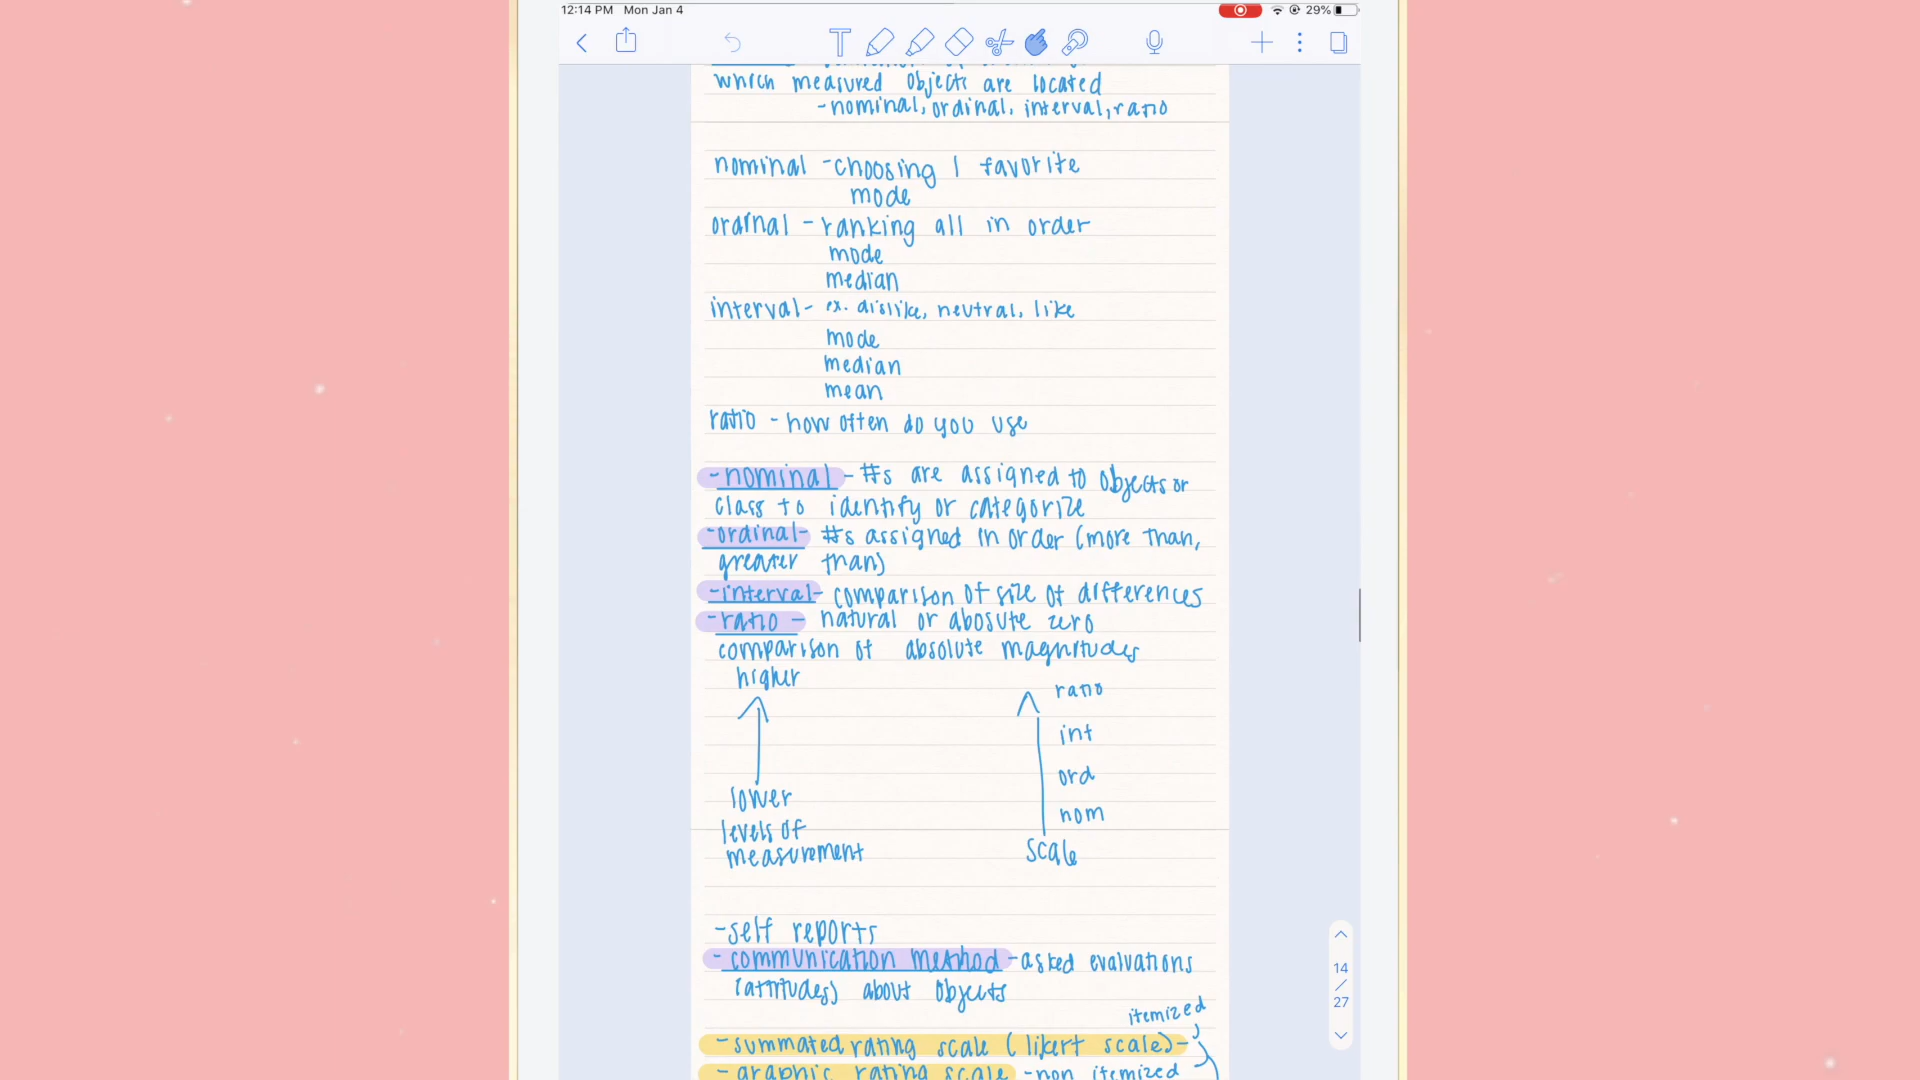 12:14 PM Mon Jan 4
29%
which measured objects are located
-nominal, ordinal, interval, ratio
nominal - choosing 1 favorite
mode
ordinal - ranking all in order
mode
median
interval - ex. dislike, neutral, like
mode
median
mean
ratio - how often do you use
-nominal - #s are assigned to objects or
class to identify or categorize
-ordinal- #s assigned in order (more than,
greater than)
-interval- comparison of size of differences
-ratio - natural or abosute zero
comparison of absolute magnitudes
higher
lower
levels of
measurement
ratio
int
ord
nom
scale
-self reports
- communication method -asked evaluations
(attitudes) about objects
itemized
-summated rating scale (likert scale)-
-graphic rating scale -non itemized
14
/
27